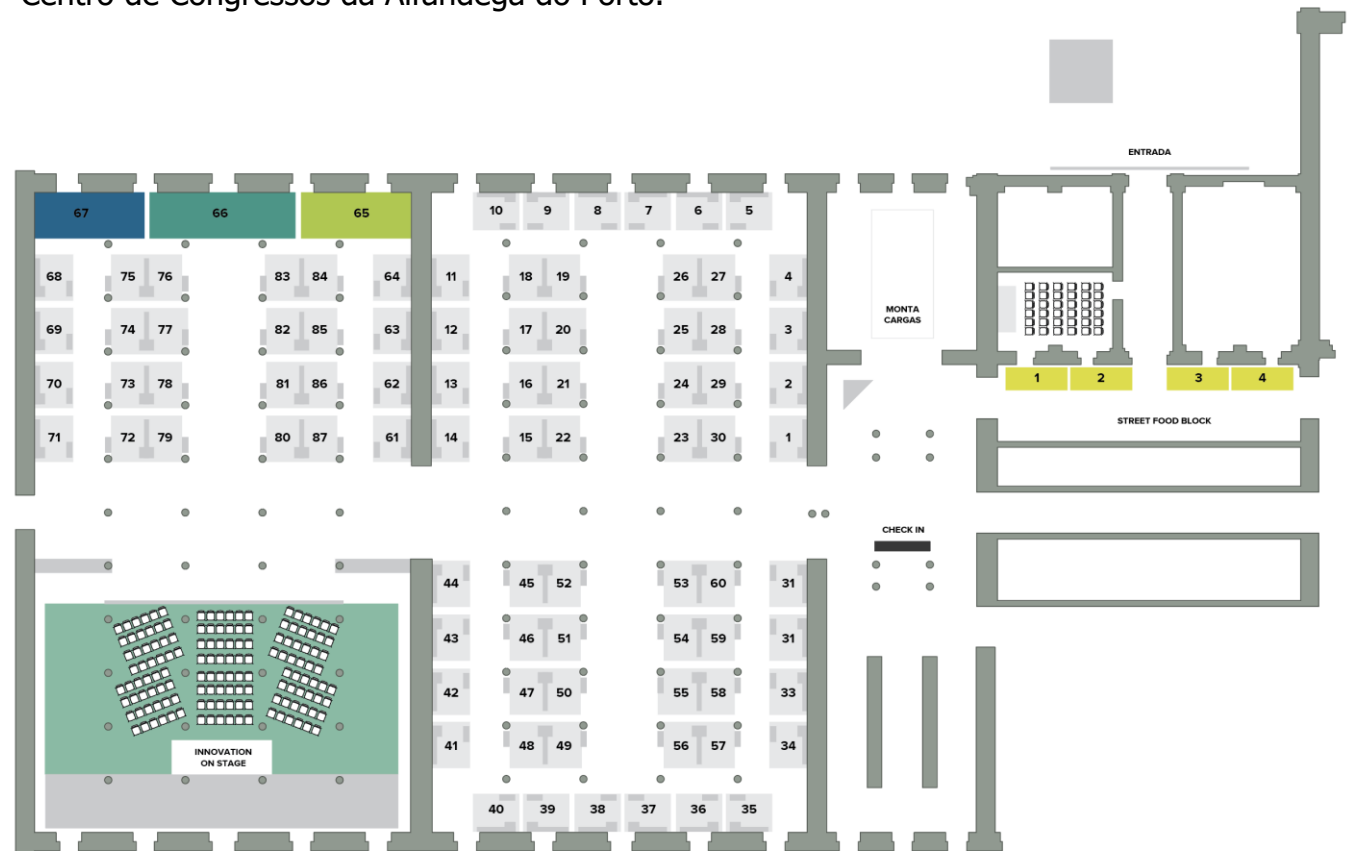 Centro de Congressos da Alfândega do Porto.
ENTRADA
67 66 65 10 9 8 7 6 5
68 75 76 83 84 64 11 18 19 26 27 4
MONTA
CARGAS
69 74 77 82 85 63 12 17 20 25 28 3
1 2 3 4
70 73 78 81 86 62 13 16 21 24 29 2
STREET FOOD BLOCK
71 72 79 80 87 61 14 15 22 23 30 1
CHECK IN
44 45 52 53 60 31
43 46 51 54 59 31
42 47 50 55 58 33
41 48 49 56 57 34
INNOVATION
ON STAGE
40 39 38 37 36 35